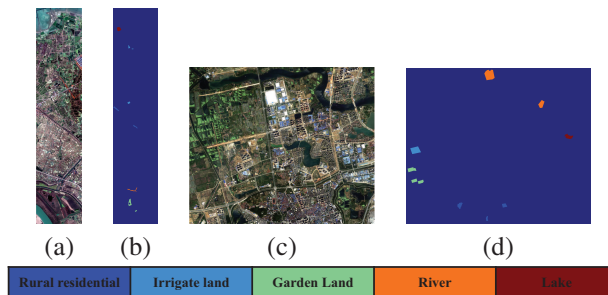 (a) (b) (c) (d)
Rural residential Irrigate land Garden Land River Lake